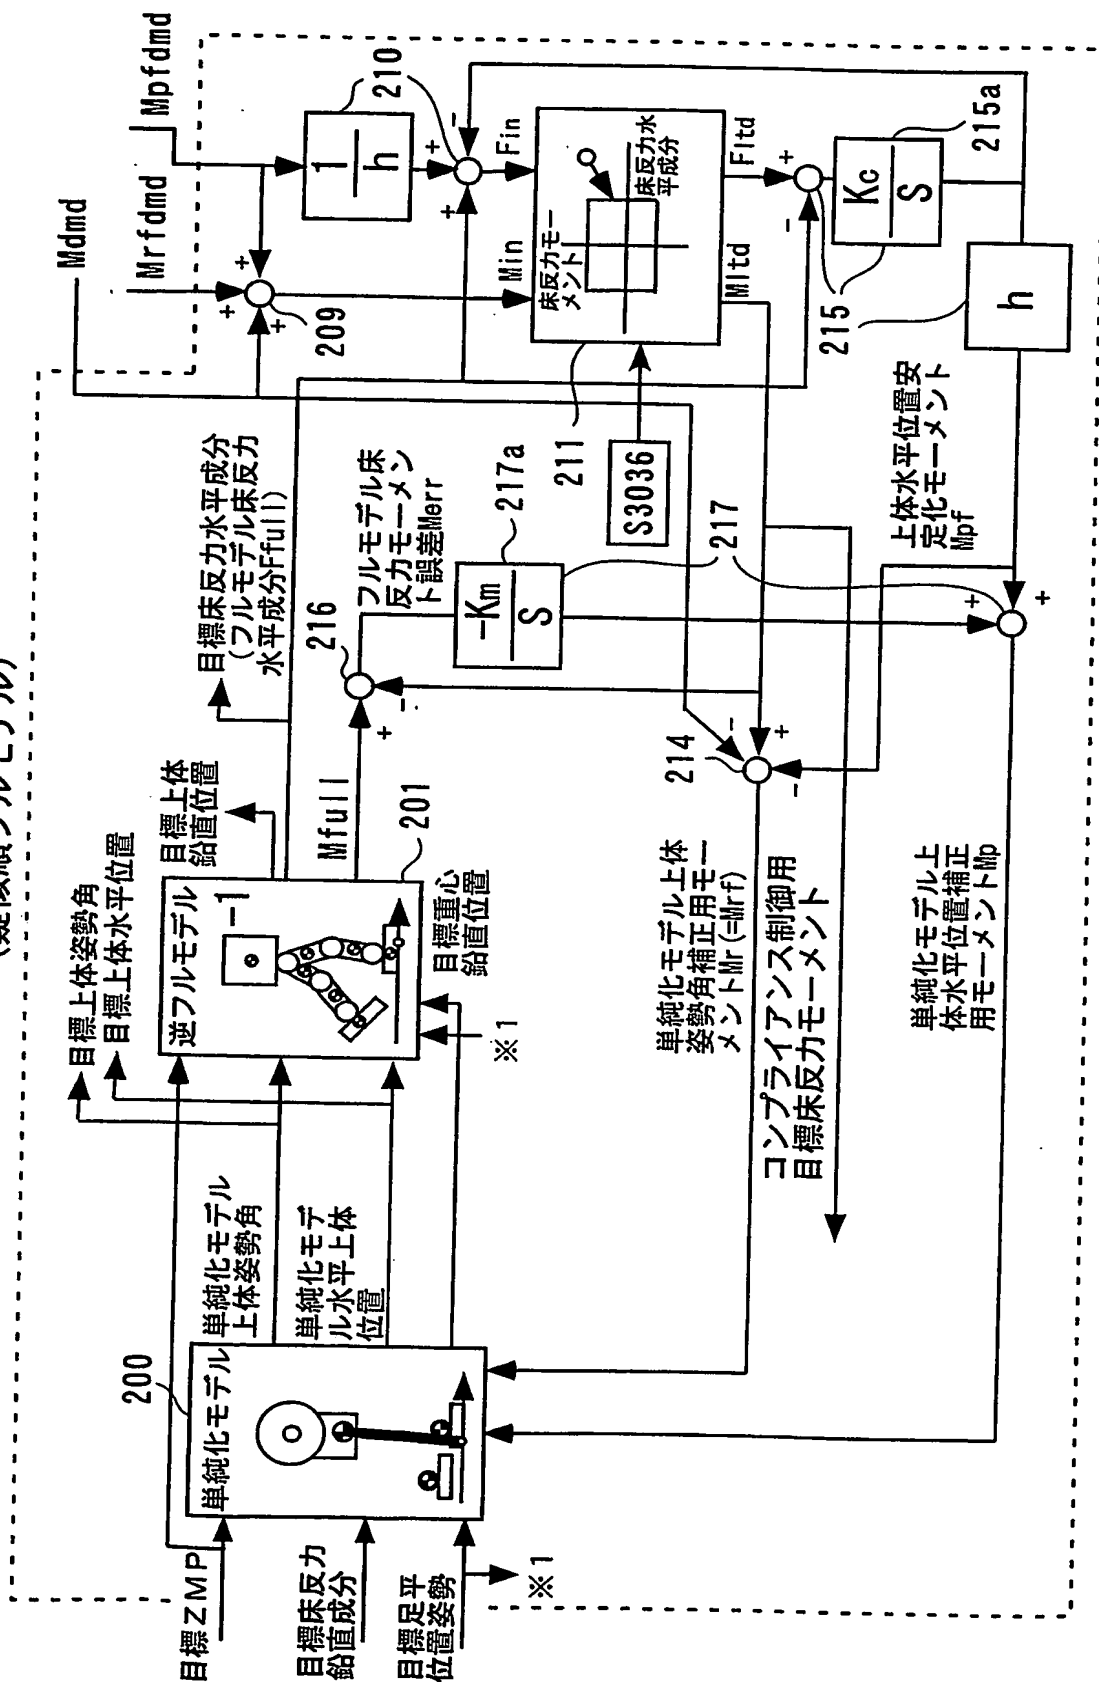 (疑似順フルモデル)
目標ZMP
目標床反力
鉛直成分
目標足平
位置姿勢
※1
200
単純化モデル
単純化モデル
上体姿勢角
単純化モデ
ル水平上体
位置
目標上体姿勢角
目標上体水平位置
逆フルモデル
-1
201
※1
目標重心
鉛直位置
目標上体
鉛直位置
Mfull
目標床反力水平成分
(フルモデル床反力
水平成分Ffull)
216
+
-
フルモデル床
反力モーメン
ト誤差Merr
217a
-Km
S
217
+
+
Mdmd
Mrfdmd
Mpfdmd
+
+
+
209
1
h
210
+
+
-
Min
Fin
床反力モー
メント
床反力水
平成分
211
S3036
Mltd
Fltd
+
-
215
Kc
S
215a
h
上体水平位置安
定化モーメント
Mpf
214
-
+
-
単純化モデル上体
姿勢角補正用モー
メントMr(=Mrf)
コンプライアンス制御用
目標床反力モーメント
単純化モデル上
体水平位置補正
用モーメントMp